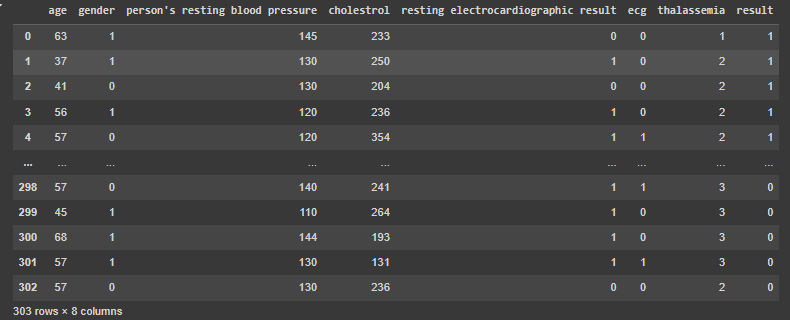 age gender person's resting blood pressure cholestrol resting electrocardiographic result ecg thalassemia result
0 63 1 145 233 0 0 1 1
1 37 1 130 250 1 0 2 1
2 41 0 130 204 0 0 2 1
3 56 1 120 236 1 0 2 1
4 57 0 120 354 1 1 2 1
... ... ... ... ... ... ... ... ...
298 57 0 140 241 1 1 3 0
299 45 1 110 264 1 0 3 0
300 68 1 144 193 1 0 3 0
301 57 1 130 131 1 1 3 0
302 57 0 130 236 0 0 2 0
303 rows × 8 columns